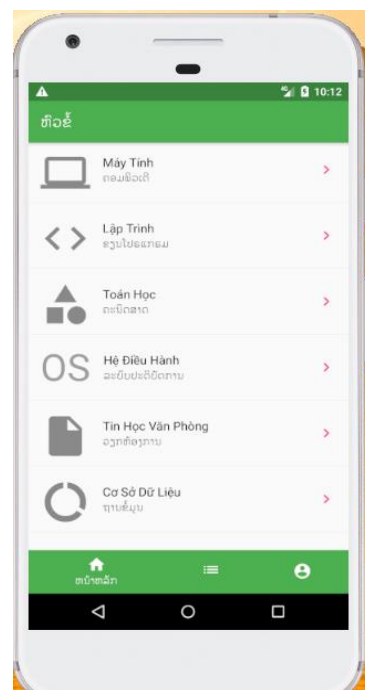 10:12
ຫົວຂໍ້
Máy Tính
ຄອມພິວເຕີ
Lập Trình
ຂຽນໂປຣແກຣມ
Toán Học
ຄະນິດສາດ
OS
Hệ Điều Hành
ລະບົບປະຕິບັດການ
Tin Học Văn Phòng
ວຽກຫ້ອງການ
Cơ Sở Dữ Liệu
ຖານຂໍ້ມູນ
ໜ້າຫລັກ